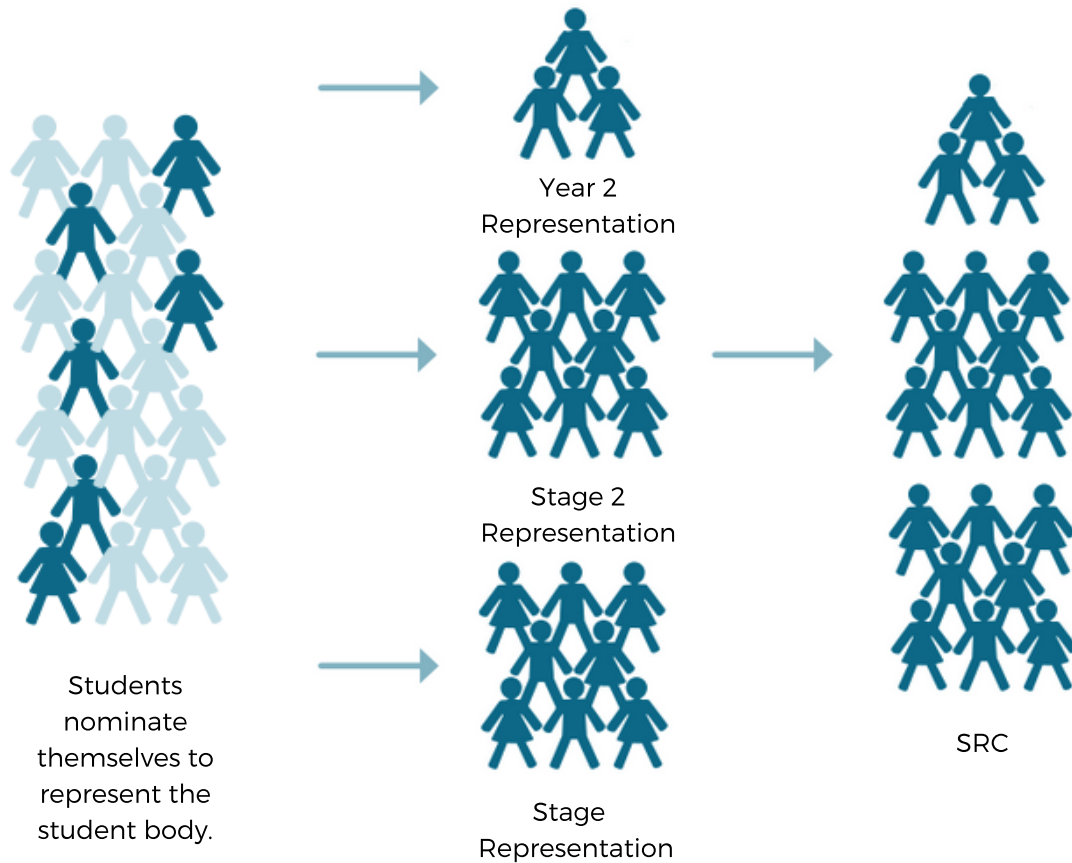 Students
nominate
themselves to
represent the
student body.
Year 2
Representation
Stage 2
Representation
Stage
Representation
SRC